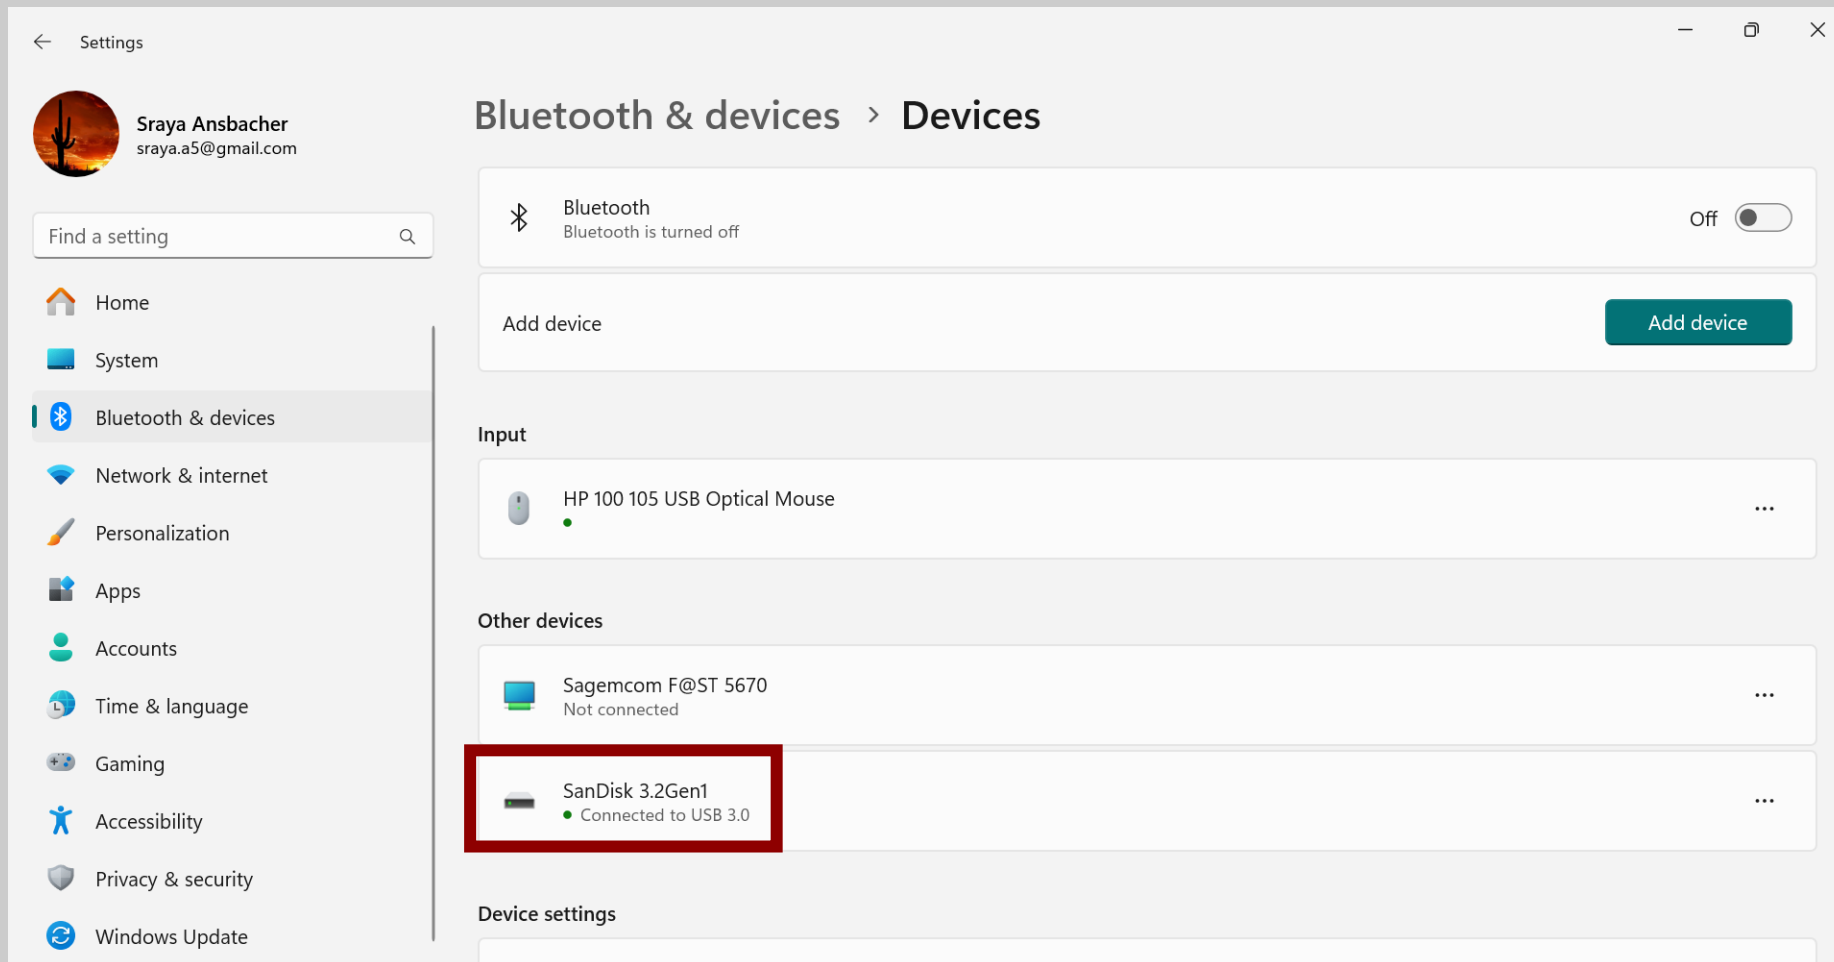 Settings
Sraya Ansbacher
sraya.a5@gmail.com
Find a setting
Home
System
Bluetooth & devices
Network & internet
Personalization
Apps
Accounts
Time & language
Gaming
Accessibility
Privacy & security
Windows Update
Bluetooth & devices > Devices
Bluetooth
Bluetooth is turned off
Off
Add device
Add device
Input
HP 100 105 USB Optical Mouse
Other devices
Sagemcom F@ST 5670
Not connected
SanDisk 3.2Gen1
Connected to USB 3.0
Device settings